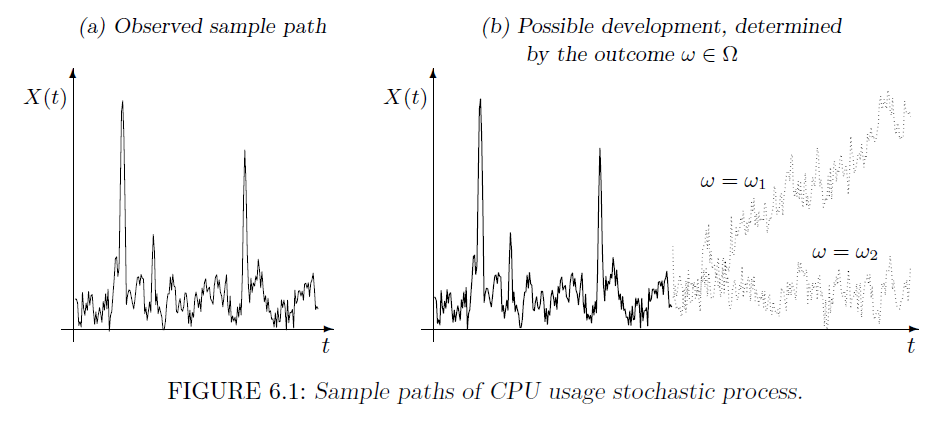 (a) Observed sample path
(b) Possible development, determined
by the outcome ω ∈ Ω
X(t)
t
X(t)
ω = ω₁
ω = ω₂
t
FIGURE 6.1: Sample paths of CPU usage stochastic process.